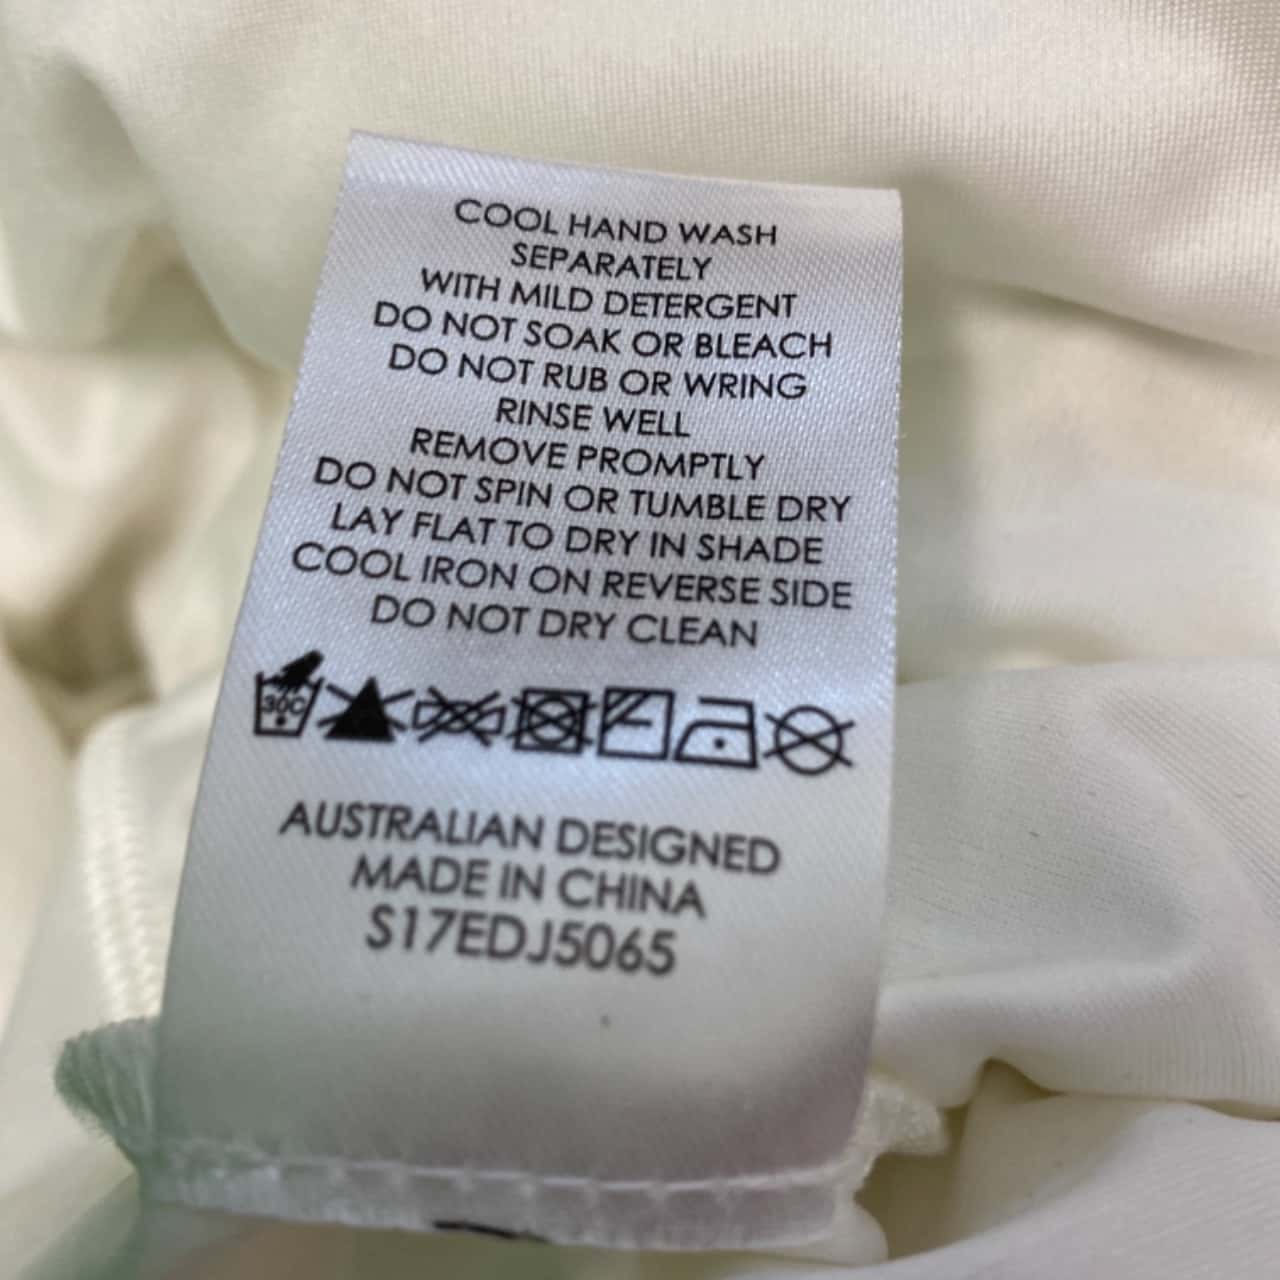 COOL HAND WASH
SEPARATELY
WITH MILD DETERGENT
DO NOT SOAK OR BLEACH
DO NOT RUB OR WRING
RINSE WELL
REMOVE PROMPTLY
DO NOT SPIN OR TUMBLE DRY
LAY FLAT TO DRY IN SHADE
COOL IRON ON REVERSE SIDE
DO NOT DRY CLEAN
30C
AUSTRALIAN DESIGNED
MADE IN CHINA
S17EDJ5065